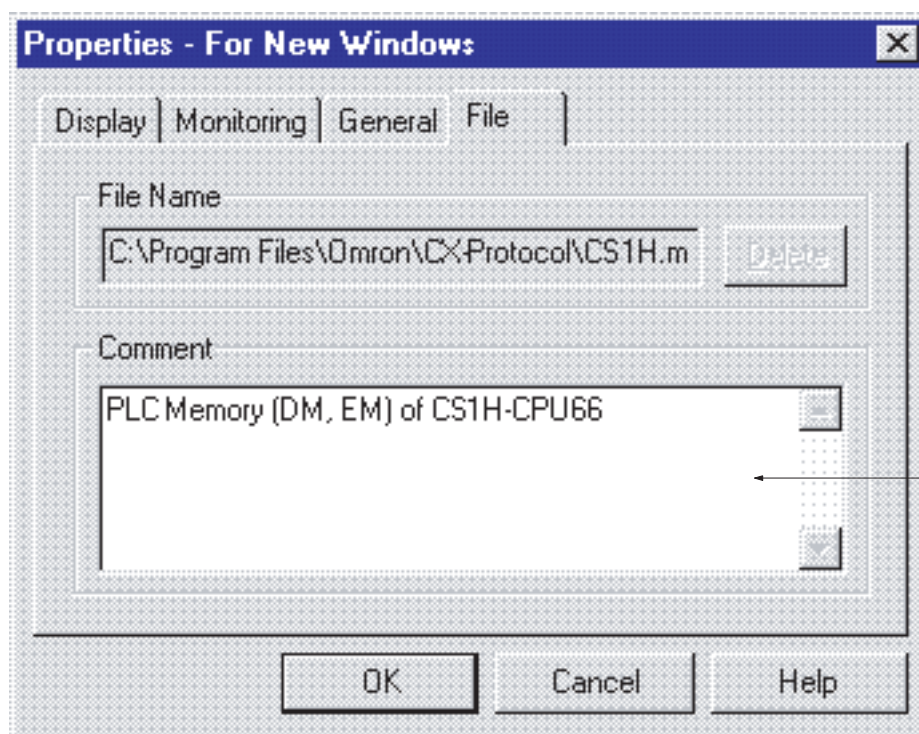 Properties - For New Windows
Display Monitoring General File
File Name
C:\Program Files\Omron\CX-Protocol\CS1H.m Delete
Comment
PLC Memory (DM, EM) of CS1H-CPU66
OK Cancel Help